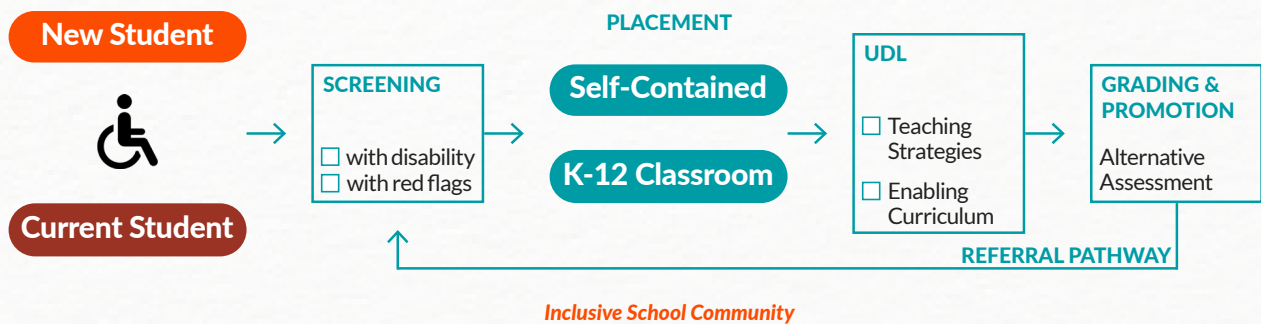 New Student
Current Student
SCREENING
☐ with disability
☐ with red flags
PLACEMENT
Self-Contained
K-12 Classroom
UDL
☐ Teaching
Strategies
☐ Enabling
Curriculum
GRADING &
PROMOTION
Alternative
Assessment
REFERRAL PATHWAY
Inclusive School Community